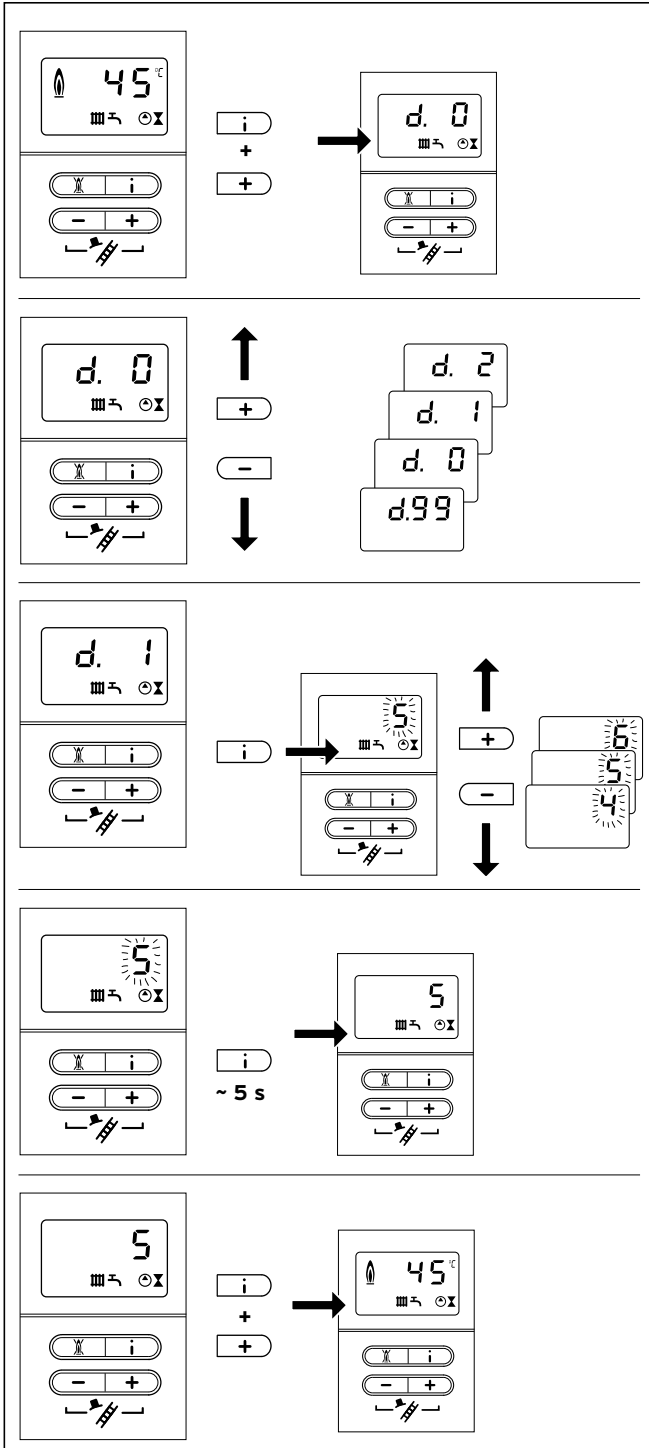 45 °C
i
+
+
i
- +
d. 0
i
- +
d. 0
i
- +
+
-
d. 2
d. 1
d. 0
d.99
d. 1
i
- +
i
5
i
- +
+
-
6
5
4
5
i
- +
i
~ 5 s
5
i
- +
5
i
- +
i
+
+
45 °C
i
- +